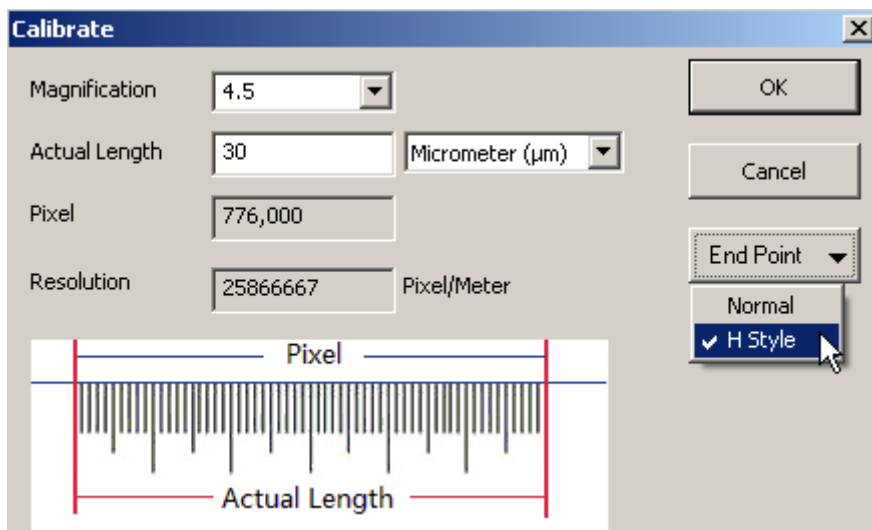 Calibrate
Magnification 4.5 OK
Actual Length 30 Micrometer (µm)
Cancel
Pixel 776,000
End Point
Resolution 25866667 Pixel/Meter
Normal
H Style
Pixel
Actual Length